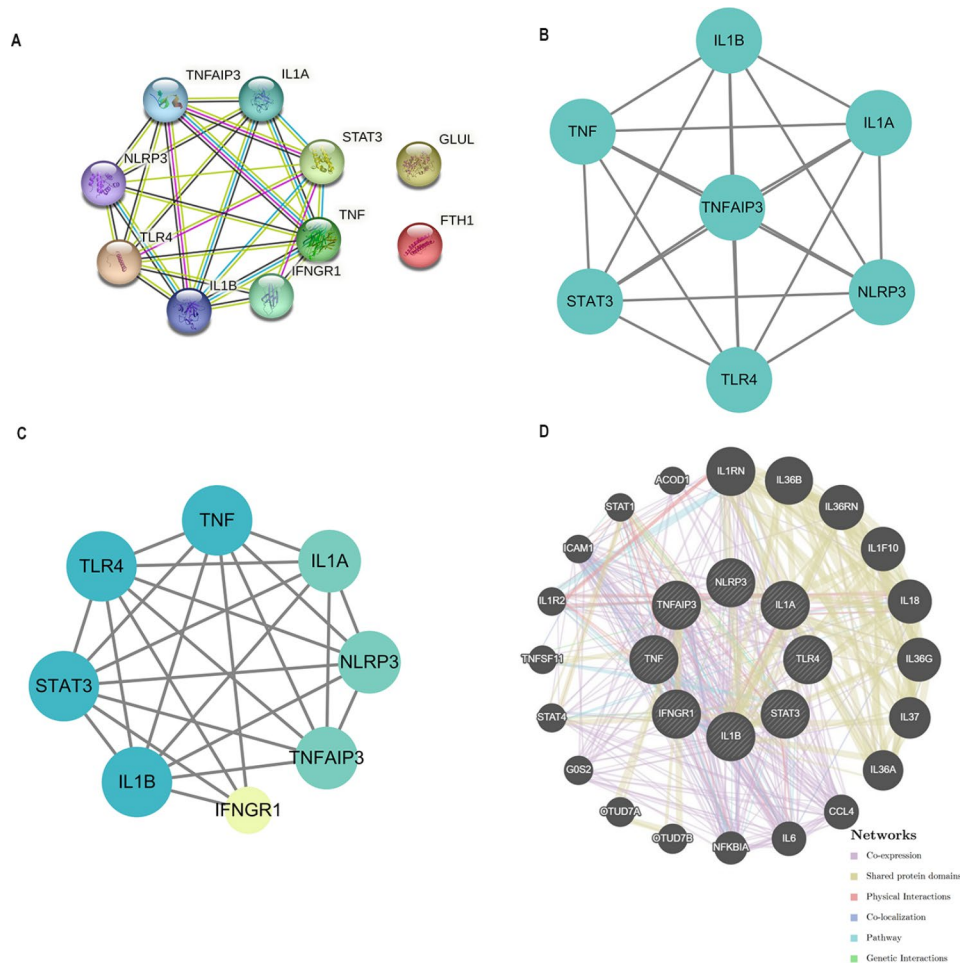 A
TNFAIP3
IL1A
STAT3
GLUL
NLRP3
TNF
FTH1
TLR4
IFNGR1
IL1B
B
IL1B
TNF
IL1A
TNFAIP3
STAT3
NLRP3
TLR4
C
TNF
TLR4
IL1A
NLRP3
STAT3
TNFAIP3
IL1B
IFNGR1
D
IL1RN
ACOD1
IL36B
STAT1
IL36RN
ICAM1
IL1F10
NLRP3
IL1R2
TNFAIP3
IL1A
IL18
TNFSF11
TNF
TLR4
IL36G
STAT4
IFNGR1
STAT3
IL37
IL1B
G0S2
IL36A
OTUD7A
CCL4
OTUD7B
NFKBIA
IL6
Networks
Co-expression
Shared protein domains
Physical Interactions
Co-localization
Pathway
Genetic Interactions